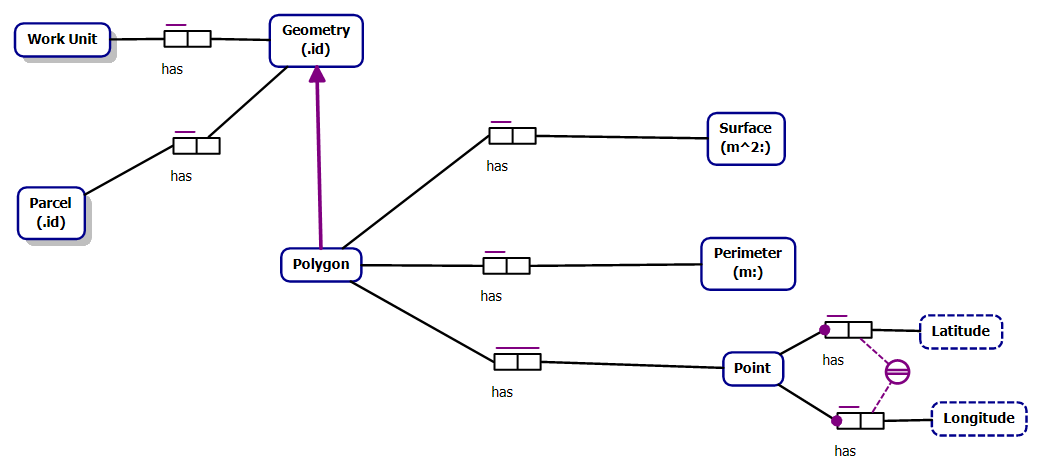 Work Unit
has
Geometry
(.id)
Parcel
(.id)
has
Polygon
has
Surface
(m^2:)
has
Perimeter
(m:)
has
Point
has
Latitude
has
Longitude